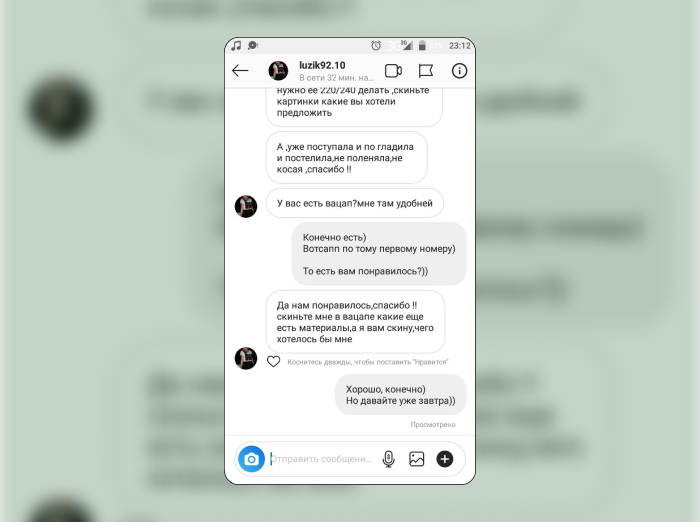 3G
23:12
luzik92.10
В сети 32 мин. на...
нужно ее 220/240 делать ,скиньте
картинки какие вы хотели
предложить
А ,уже поступала и по гладила
и постелила,не поленяла,не
косая ,спасибо !!
У вас есть вацап?мне там удобней
Конечно есть)
Вотсапп по тому первому номеру)
То есть вам понравилось?))
Да нам понравилось,спасибо !!
скиньте мне в вацапе какие еще
есть материалы,а я вам скину,чего
хотелось бы мне
Коснитесь дважды, чтобы поставить "Нравится"
Хорошо, конечно)
Но давайте уже завтра))
Просмотрено
Отправить сообщени...